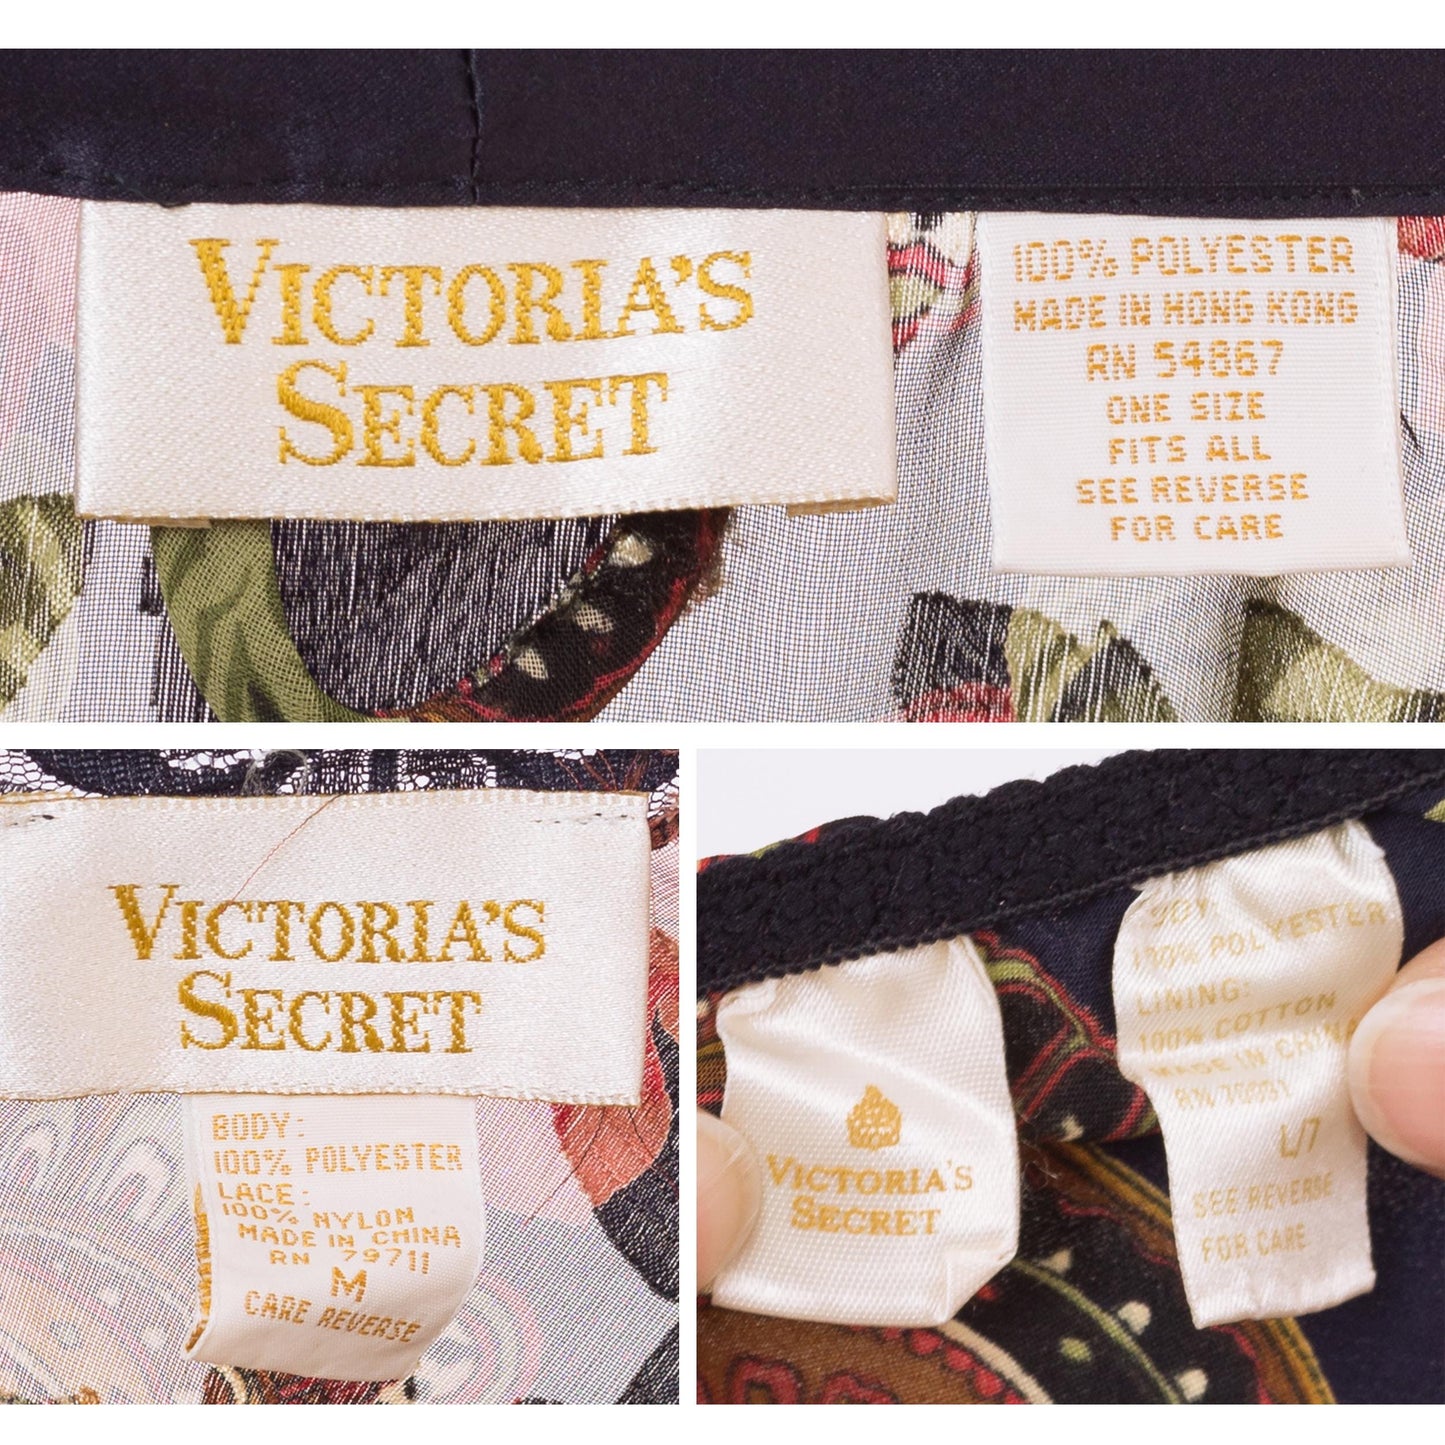 VICTORIA'S
SECRET
100% POLYESTER
MADE IN HONG KONG
RN 54867
ONE SIZE
FITS ALL
SEE REVERSE
FOR CARE
VICTORIA'S
SECRET
BODY:
100% POLYESTER
LACE:
100% NYLON
MADE IN CHINA
RN 79711
M
CARE REVERSE
VICTORIA'S
SECRET
100% POLYESTER
LINING:
100% COTTON
MADE IN CHINA
RN
L/7
SEE REVERSE
FOR CARE